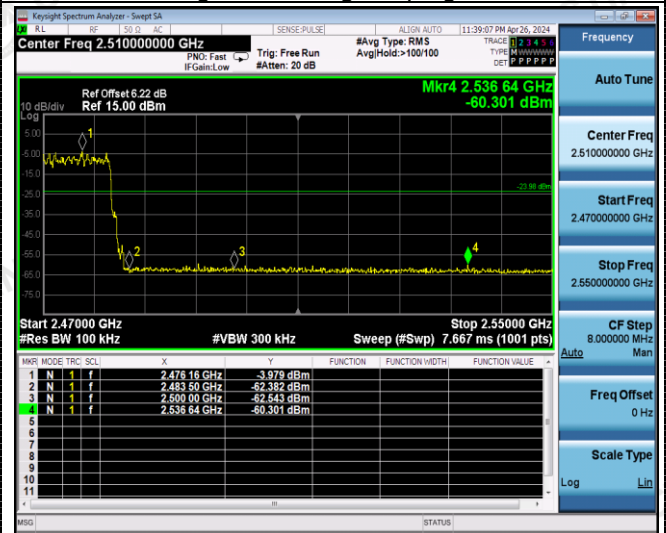 Keysight Spectrum Analyzer - Swept SA
RL RF 50 Ω AC SENSE:PULSE ALIGN AUTO 11:39:07 PM Apr 26, 2024
Center Freq 2.510000000 GHz #Avg Type: RMS TRACE 1 2 3 4 5 6
PNO: Fast Trig: Free Run Avg|Hold:>100/100 TYPE M WWWWW
IFGain:Low #Atten: 20 dB DET P P P P P P
Mkr4 2.536 64 GHz
Ref Offset 6.22 dB
10 dB/div Ref 15.00 dBm -60.301 dBm
Log
5.00
-5.00
-15.0
-25.0
-35.0
-45.0
-55.0
-65.0
-75.0
1
-23.98 dBm
2 3 4
Start 2.47000 GHz Stop 2.55000 GHz
#Res BW 100 kHz #VBW 300 kHz Sweep (#Swp) 7.667 ms (1001 pts)
MKR MODE TRC SCL X Y FUNCTION FUNCTION WIDTH FUNCTION VALUE
1 N 1 f 2.476 16 GHz -3.979 dBm
2 N 1 f 2.483 50 GHz -62.382 dBm
3 N 1 f 2.500 00 GHz -62.543 dBm
4 N 1 f 2.536 64 GHz -60.301 dBm
5
6
7
8
9
10
11
MSG STATUS
Frequency
Auto Tune
Center Freq
2.510000000 GHz
Start Freq
2.470000000 GHz
Stop Freq
2.550000000 GHz
CF Step
8.000000 MHz
Auto Man
Freq Offset
0 Hz
Scale Type
Log Lin